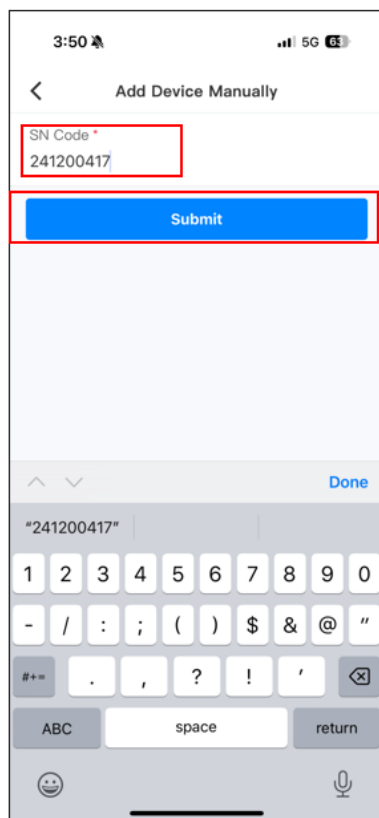 3:50 5G 63
Add Device Manually
SN Code *
241200417
Submit
Done
“241200417”
1 2 3 4 5 6 7 8 9 0
- / : ; ( ) $ & @ "
#+= . , ? ! '
ABC space return